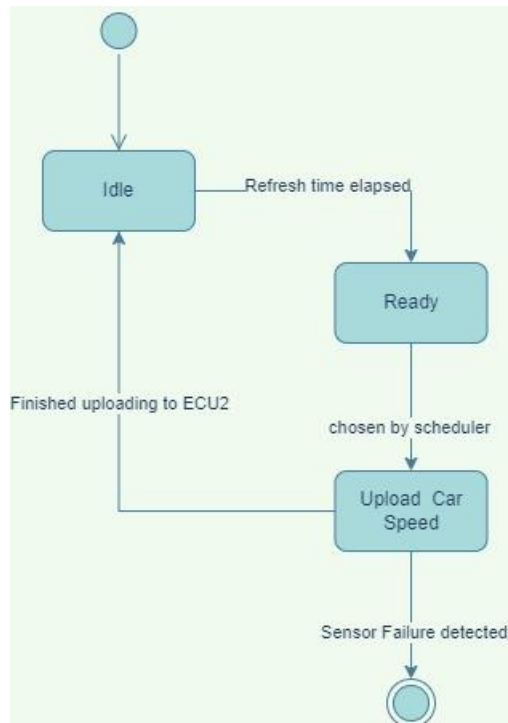 Idle
Refresh time elapsed
Ready
Finished uploading to ECU2
chosen by scheduler
Upload Car
Speed
Sensor Failure detected